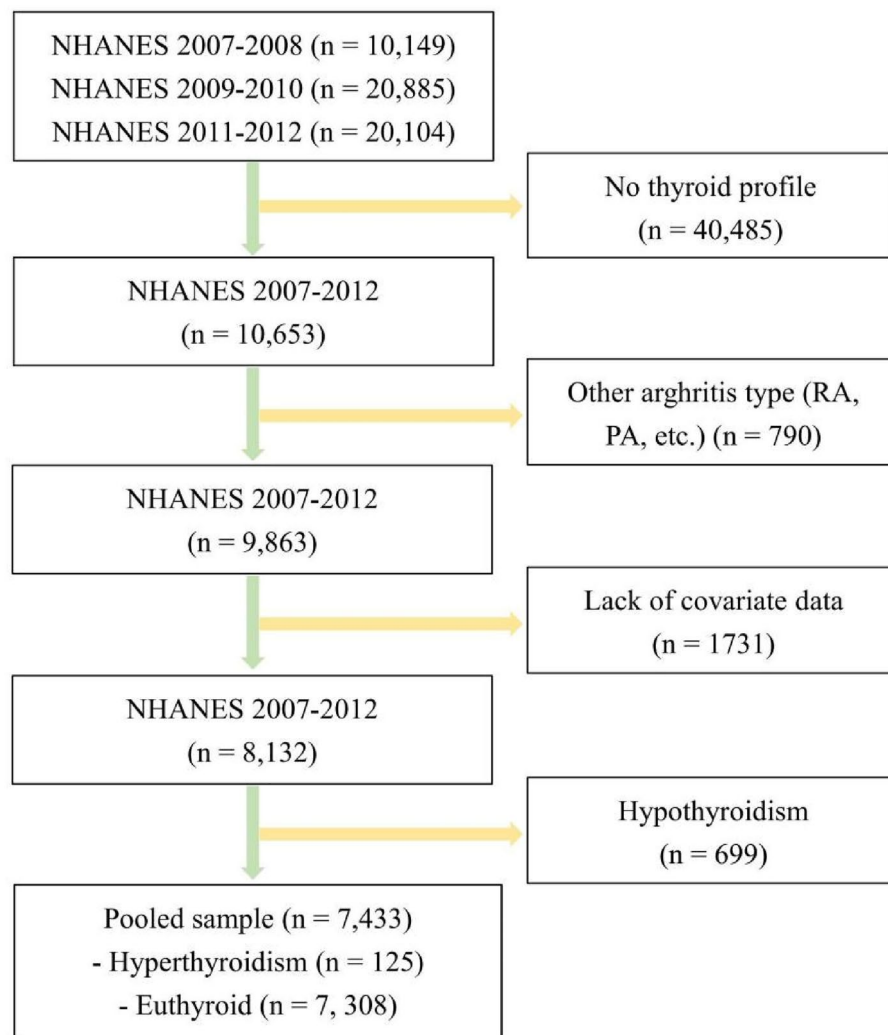 NHANES 2007-2008 (n = 10,149)
NHANES 2009-2010 (n = 20,885)
NHANES 2011-2012 (n = 20,104)
No thyroid profile
(n = 40,485)
NHANES 2007-2012
(n = 10,653)
Other arghritis type (RA,
PA, etc.) (n = 790)
NHANES 2007-2012
(n = 9,863)
Lack of covariate data
(n = 1731)
NHANES 2007-2012
(n = 8,132)
Hypothyroidism
(n = 699)
Pooled sample (n = 7,433)
- Hyperthyroidism (n = 125)
- Euthyroid (n = 7, 308)